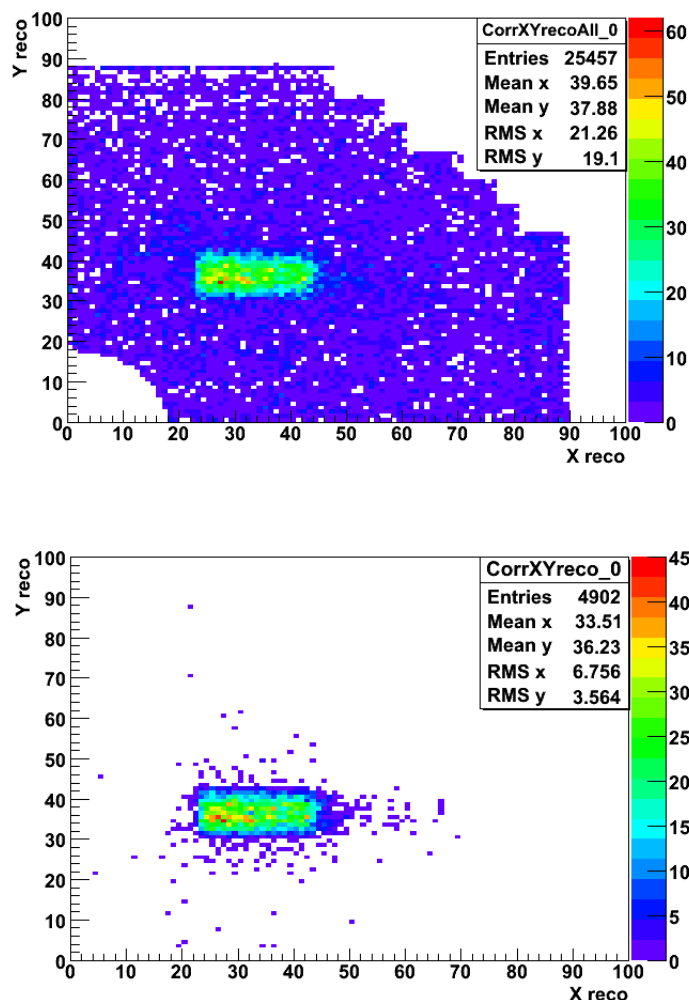 Y reco
100
90
80
70
60
50
40
30
20
10
0
CorrXYrecoAll_0
Entries 25457
Mean x 39.65
Mean y 37.88
RMS x 21.26
RMS y 19.1
60
50
40
30
20
10
0
0 10 20 30 40 50 60 70 80 90 100
X reco
Y reco
100
90
80
70
60
50
40
30
20
10
0
CorrXYreco_0
Entries 4902
Mean x 33.51
Mean y 36.23
RMS x 6.756
RMS y 3.564
45
40
35
30
25
20
15
10
5
0
0 10 20 30 40 50 60 70 80 90 100
X reco